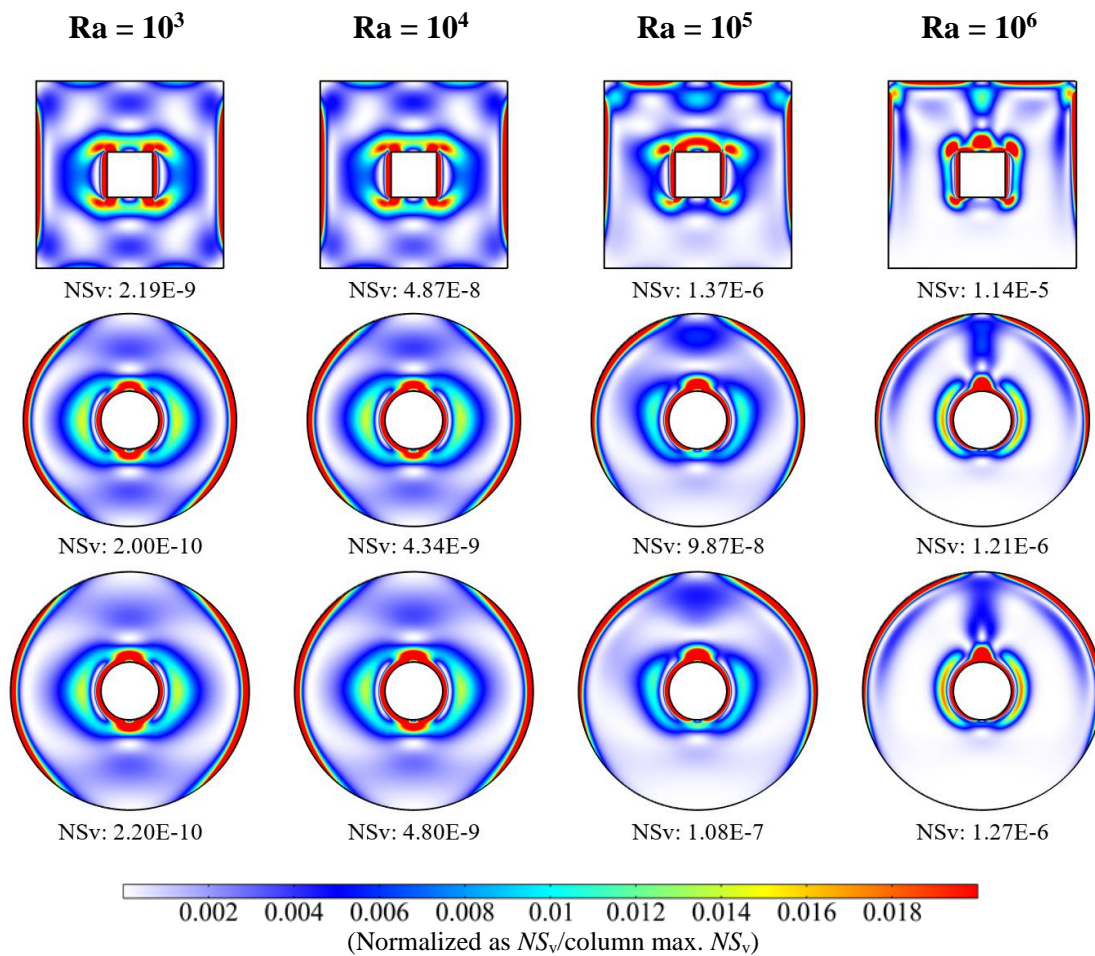 Ra = 10³ Ra = 10⁴ Ra = 10⁵ Ra = 10⁶
NSv: 2.19E-9 NSv: 4.87E-8 NSv: 1.37E-6 NSv: 1.14E-5
NSv: 2.00E-10 NSv: 4.34E-9 NSv: 9.87E-8 NSv: 1.21E-6
NSv: 2.20E-10 NSv: 4.80E-9 NSv: 1.08E-7 NSv: 1.27E-6
0.002 0.004 0.006 0.008 0.01 0.012 0.014 0.016 0.018
(Normalized as NSᵥ/column max. NSᵥ)